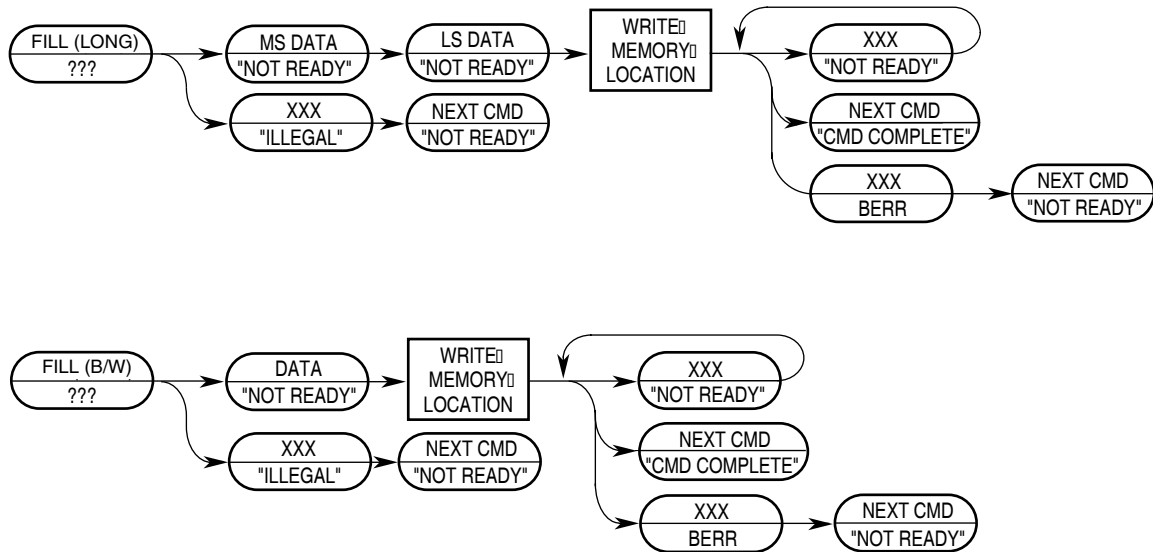 FILL (LONG)
???
MS DATA
"NOT READY"
LS DATA
"NOT READY"
WRITE
MEMORY
LOCATION
XXX
"NOT READY"
XXX
"ILLEGAL"
NEXT CMD
"NOT READY"
NEXT CMD
"CMD COMPLETE"
XXX
BERR
NEXT CMD
"NOT READY"
FILL (B/W)
???
DATA
"NOT READY"
WRITE
MEMORY
LOCATION
XXX
"NOT READY"
XXX
"ILLEGAL"
NEXT CMD
"NOT READY"
NEXT CMD
"CMD COMPLETE"
XXX
BERR
NEXT CMD
"NOT READY"